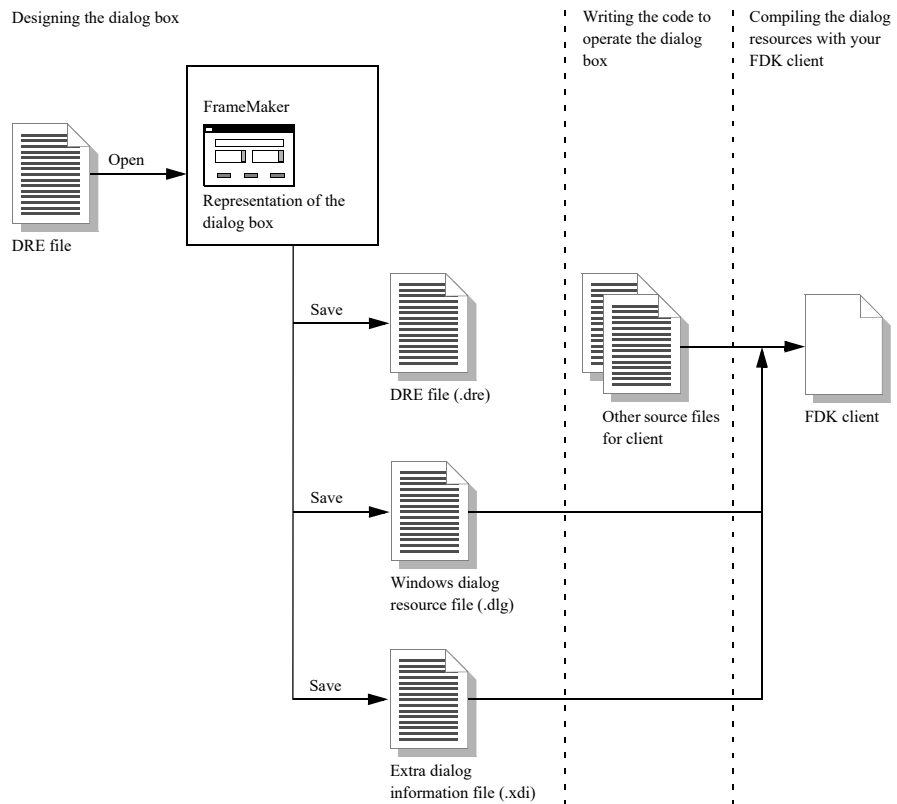 Designing the dialog box
Writing the code to
operate the dialog
box
Compiling the dialog
resources with your
FDK client
FrameMaker
Open
Representation of the
dialog box
DRE file
Save
DRE file (.dre)
Other source files
for client
FDK client
Save
Windows dialog
resource file (.dlg)
Save
Extra dialog
information file (.xdi)